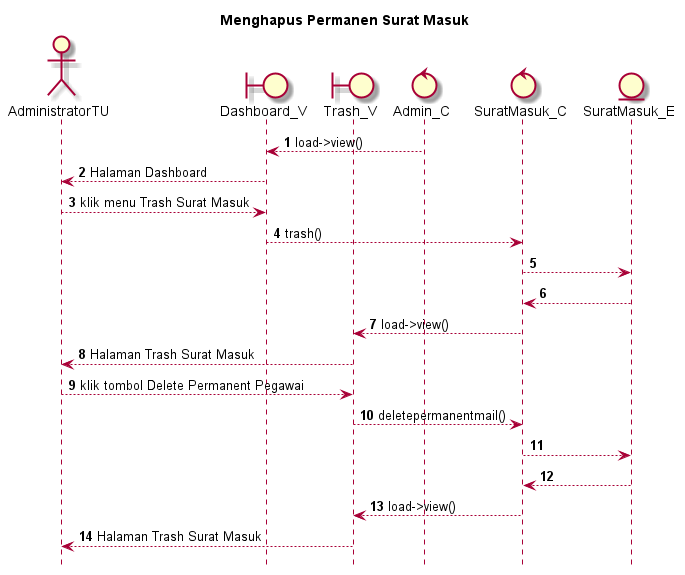 Menghapus Permanen Surat Masuk
AdministratorTU
Dashboard_V
Trash_V
Admin_C
SuratMasuk_C
SuratMasuk_E
1 load->view()
2 Halaman Dashboard
3 klik menu Trash Surat Masuk
4 trash()
5
6
7 load->view()
8 Halaman Trash Surat Masuk
9 klik tombol Delete Permanent Pegawai
10 deletepermanentmail()
11
12
13 load->view()
14 Halaman Trash Surat Masuk